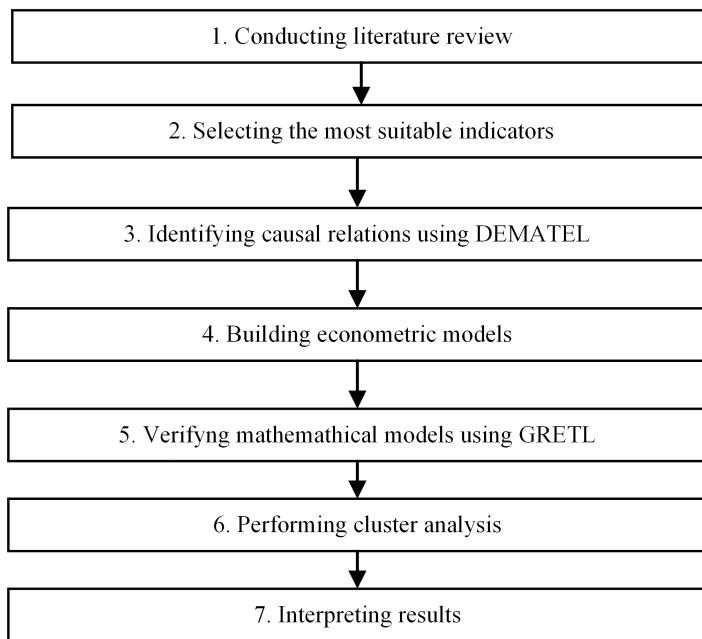 1. Conducting literature review
2. Selecting the most suitable indicators
3. Identifying causal relations using DEMATEL
4. Building econometric models
5. Verifyng mathemathical models using GRETL
6. Performing cluster analysis
7. Interpreting results